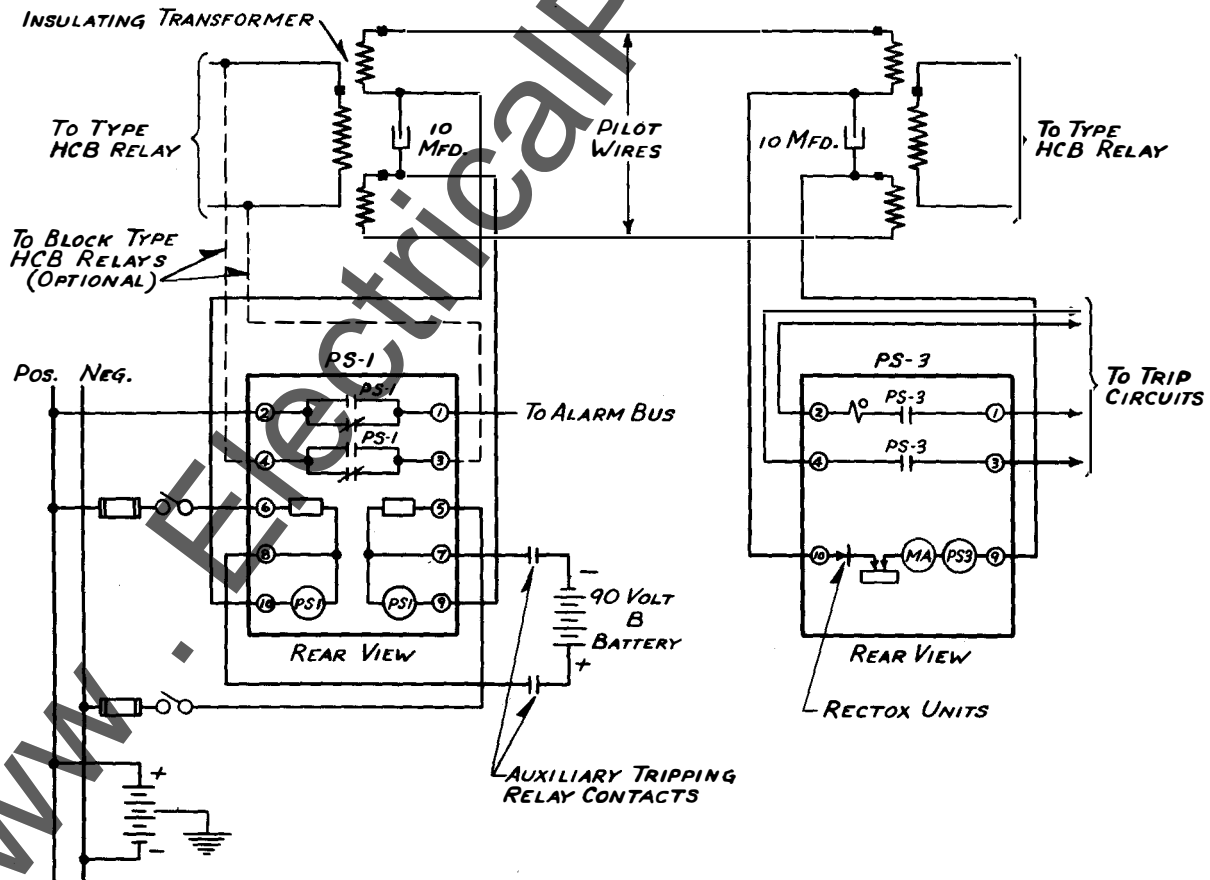 INSULATING TRANSFORMER
TO TYPE
HCB RELAY
10
MFD.
PILOT
WIRES
10 MFD.
TO TYPE
HCB RELAY
TO BLOCK TYPE
HCB RELAYS
(OPTIONAL)
POS. NEG.
PS-1
PS-1
2
1
TO ALARM BUS
PS-1
4
3
6
5
8
7
10
PS1
PS1
9
REAR VIEW
90 VOLT
B
BATTERY
-
+
PS-3
2
PS-3
1
PS-3
4
3
TO TRIP
CIRCUITS
10
MA
PS3
9
REAR VIEW
RECTOX UNITS
AUXILIARY TRIPPING
RELAY CONTACTS
+
-
www.ElectricalP